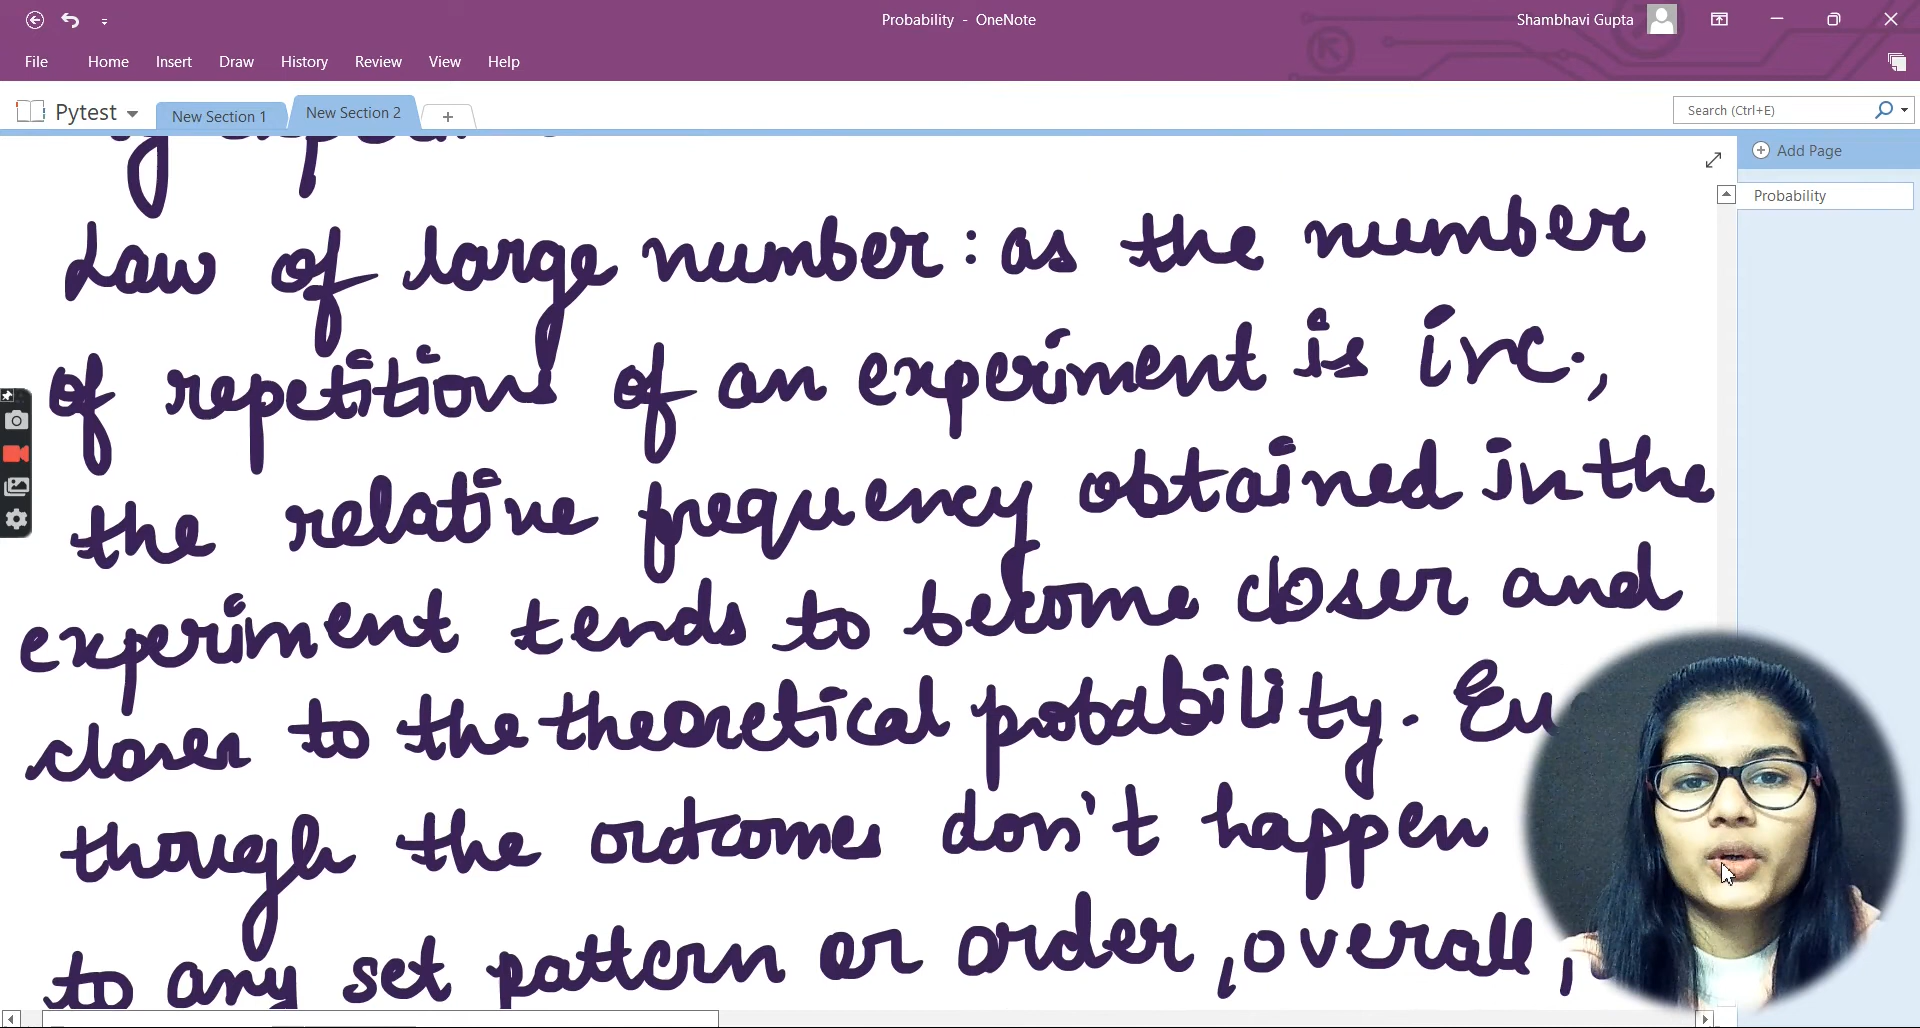 Probability - OneNote
Shambhavi Gupta
File Home Insert Draw History Review View Help
Pytest
New Section 1
New Section 2
+
Search (Ctrl+E)
Add Page
Probability
Law of large number: as the number
of repetitions of an experiment is inc.,
the relative frequency obtained in the
experiment tends to become closer and
closer to the theoretical probability.
though the outcomes don't happen
to any set pattern or order, overall,